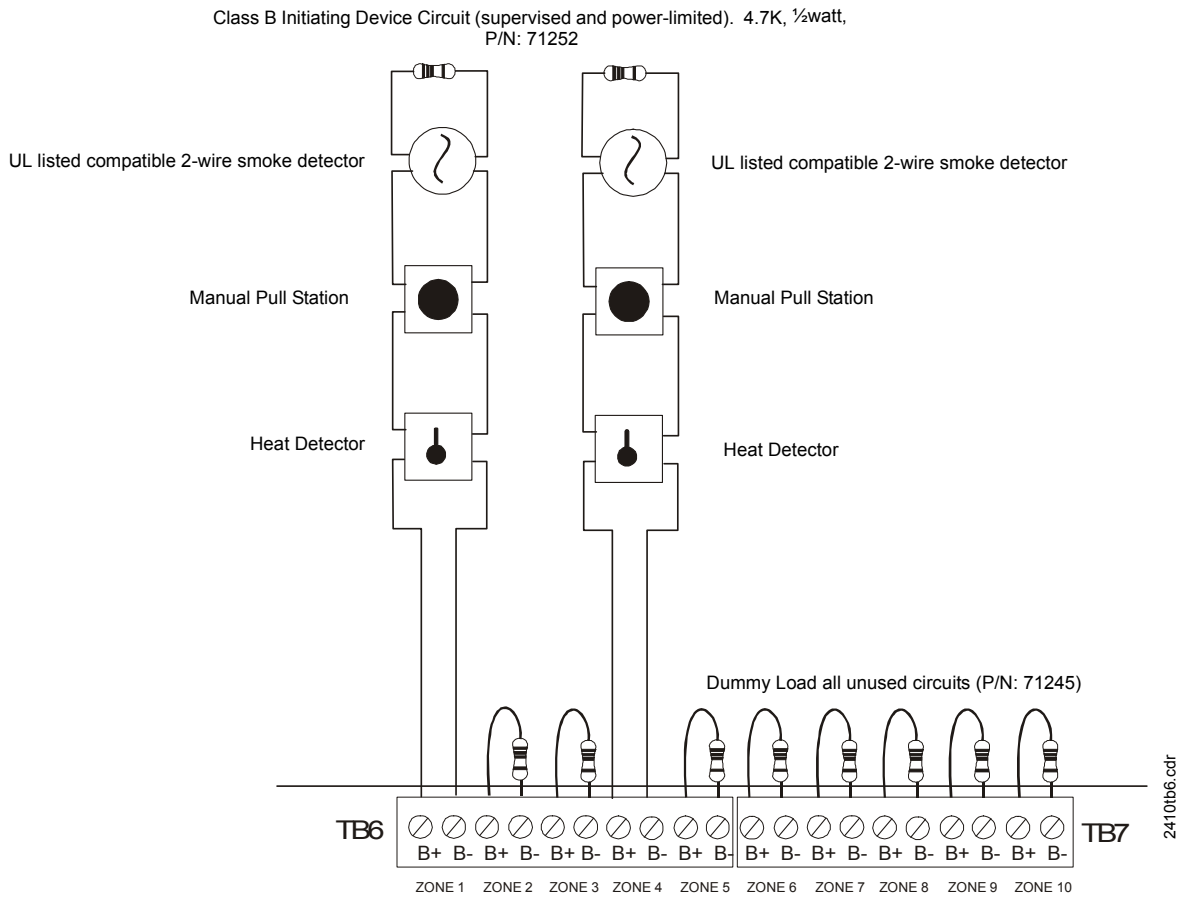 Class B Initiating Device Circuit (supervised and power-limited). 4.7K, ½watt,
P/N: 71252
UL listed compatible 2-wire smoke detector
UL listed compatible 2-wire smoke detector
Manual Pull Station
Manual Pull Station
Heat Detector
Heat Detector
Dummy Load all unused circuits (P/N: 71245)
TB6
B+ B- B+ B- B+ B- B+ B- B+ B- B+ B- B+ B- B+ B- B+ B- B+ B-
TB7
ZONE 1 ZONE 2 ZONE 3 ZONE 4 ZONE 5 ZONE 6 ZONE 7 ZONE 8 ZONE 9 ZONE 10
2410tb6.cdr